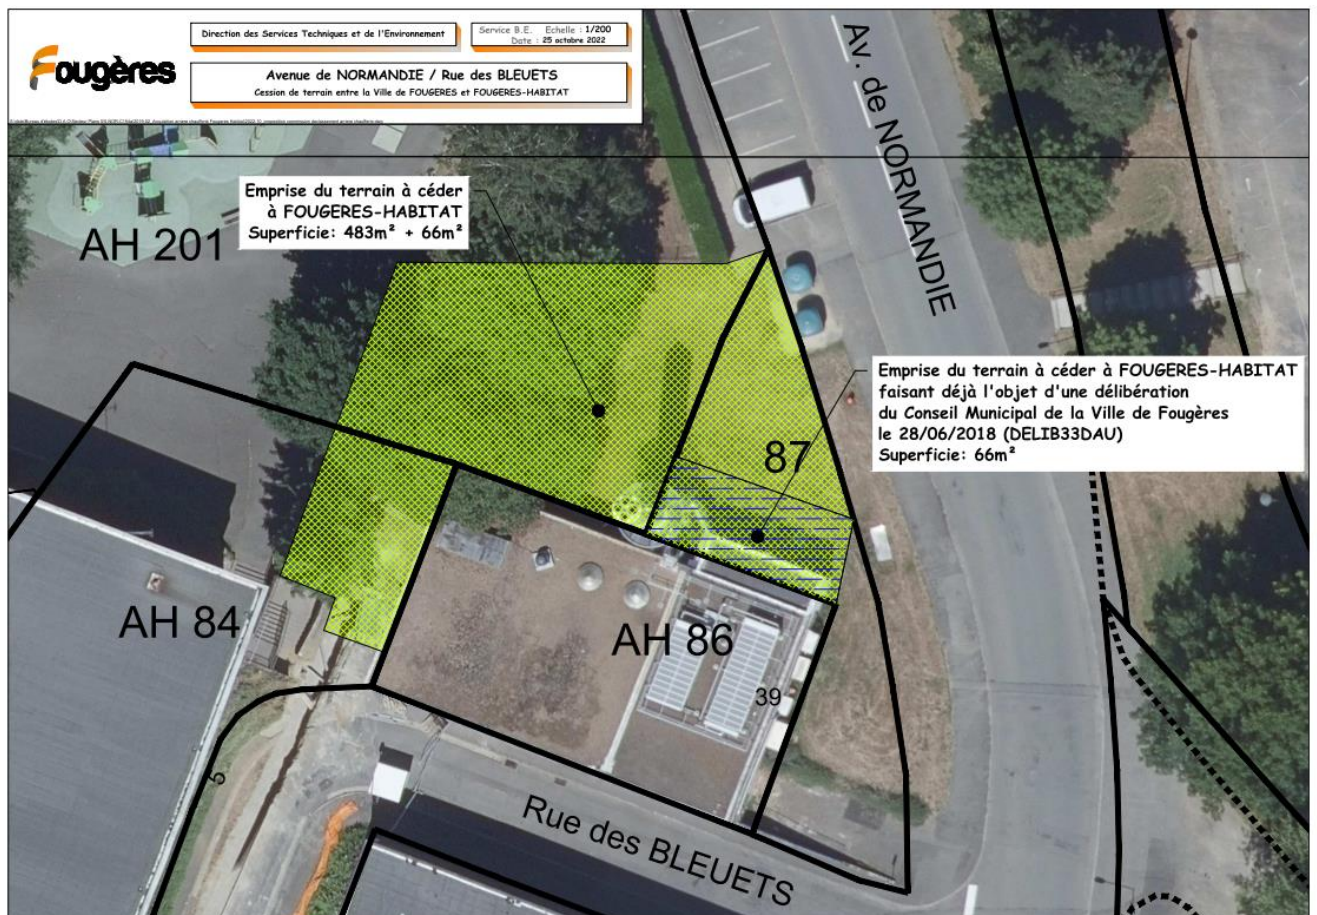 Fougères
Direction des Services Techniques et de l'Environnement
Service B.E. Echelle : 1/200
Date : 25 octobre 2022
Avenue de NORMANDIE / Rue des BLEUETS
Cession de terrain entre la Ville de FOUGERES et FOUGERES-HABITAT
Av. de NORMANDIE
Emprise du terrain à céder
à FOUGERES-HABITAT
Superficie: 483m² + 66m²
AH 201
Emprise du terrain à céder à FOUGERES-HABITAT
faisant déjà l'objet d'une délibération
du Conseil Municipal de la Ville de Fougères
le 28/06/2018 (DELIB33DAU)
Superficie: 66m²
87
AH 84
AH 86
39
5
Rue des BLEUETS